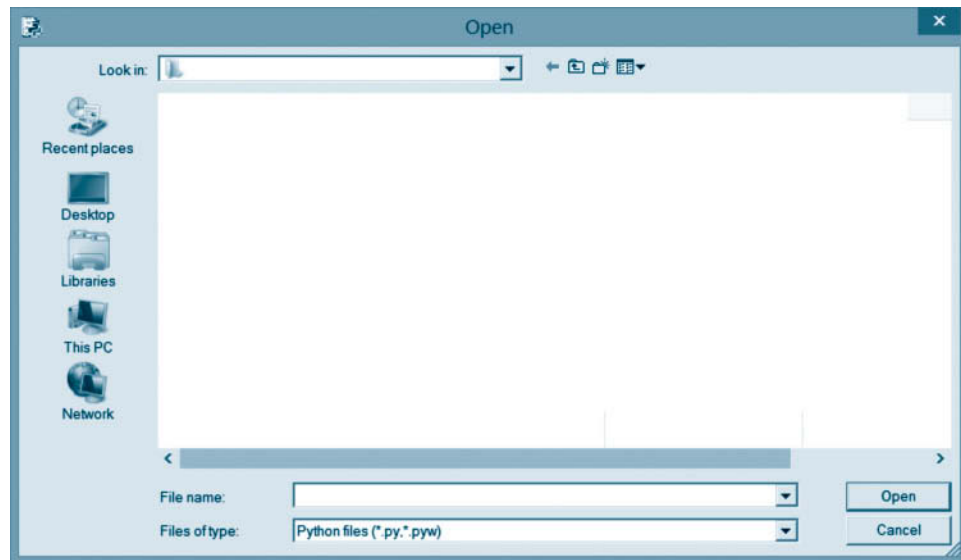 Open
Look in:
Recent places
Desktop
Libraries
This PC
Network
File name:
Open
Files of type:
Python files (*.py,*.pyw)
Cancel